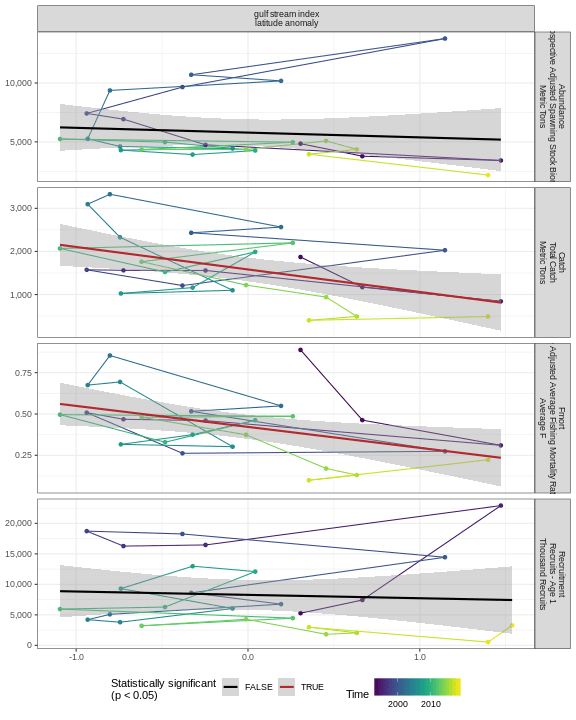 gulf stream index
latitude anomaly
10,000
5,000
Abundance
Adjusted Spawning Stock
Metric Tons
3,000
2,000
1,000
Catch
Total Catch
Metric Tons
0.75
0.50
0.25
Fmort
Adjusted Average Fishing Mortality
Average F
20,000
15,000
10,000
5,000
0
Recruitment
Recruits - Age 1
Thousand Recruits
-1.0
0.0
1.0
Statistically significant
(p < 0.05)
FALSE
TRUE
Time
2000
2010